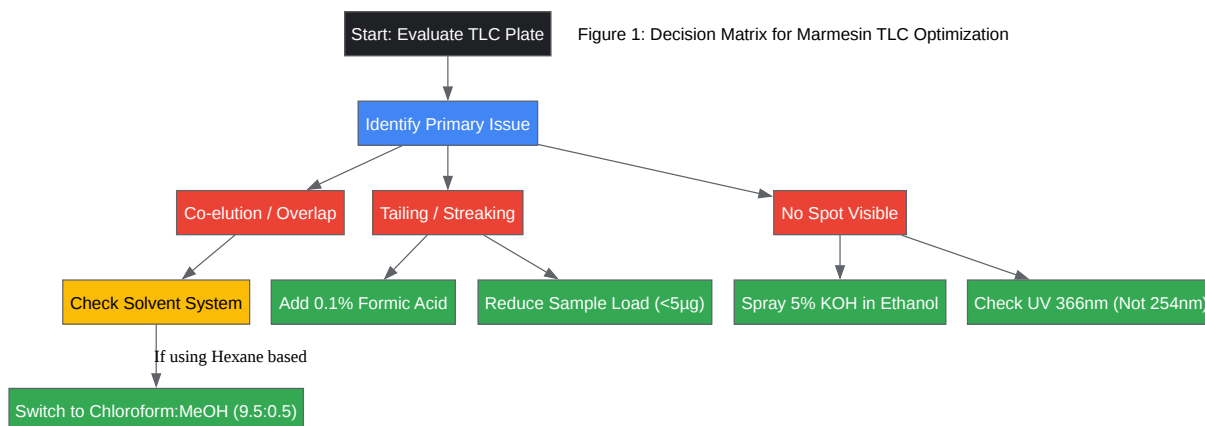 Start: Evaluate TLC Plate
Figure 1: Decision Matrix for Marmesin TLC Optimization
Identify Primary Issue
Co-elution / Overlap
Tailing / Streaking
No Spot Visible
Check Solvent System
Add 0.1% Formic Acid
Reduce Sample Load (<5µg)
Spray 5% KOH in Ethanol
Check UV 366nm (Not 254nm)
If using Hexane based
Switch to Chloroform:MeOH (9.5:0.5)